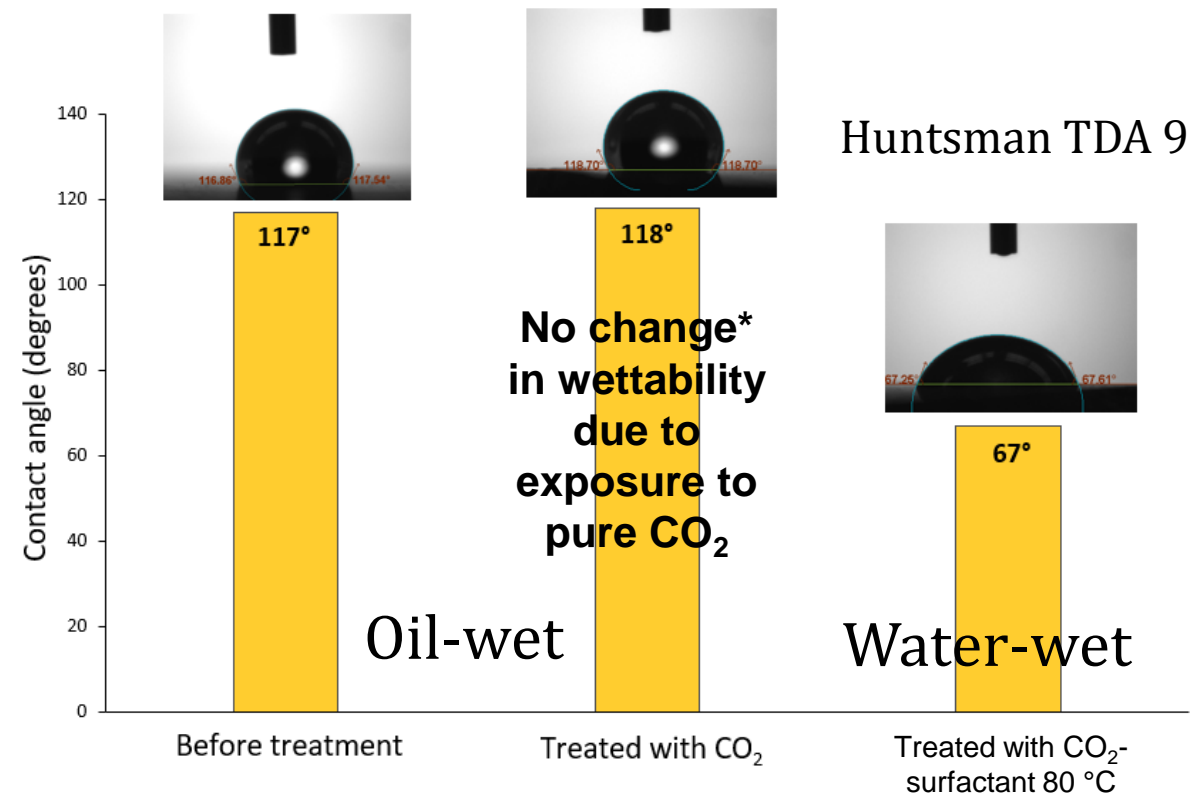 Huntsman TDA 9
Contact angle (degrees)
140
120
100
80
60
40
20
0
116.86°
117.54°
117°
118.70°
118.70°
118°
No change*
in wettability
due to
exposure to
pure CO₂
67.25°
67.61°
67°
Oil-wet
Water-wet
Before treatment
Treated with CO₂
Treated with CO₂-
surfactant 80 °C